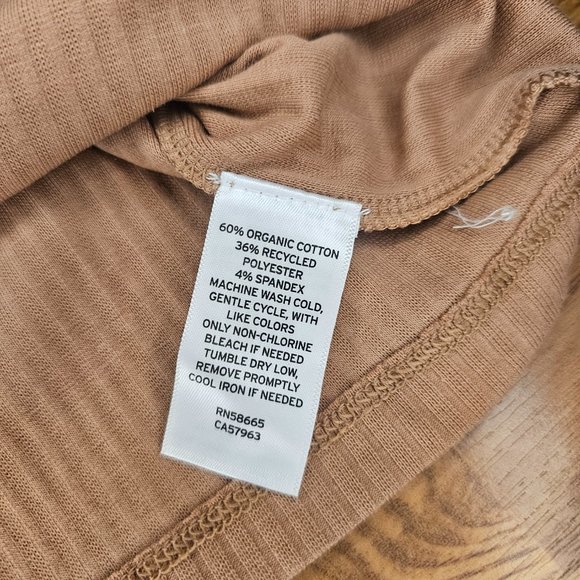 60% ORGANIC COTTON
36% RECYCLED
POLYESTER
4% SPANDEX
MACHINE WASH COLD,
GENTLE CYCLE, WITH
LIKE COLORS
ONLY NON-CHLORINE
BLEACH IF NEEDED
TUMBLE DRY LOW,
REMOVE PROMPTLY
COOL IRON IF NEEDED
RN58665
CA57963